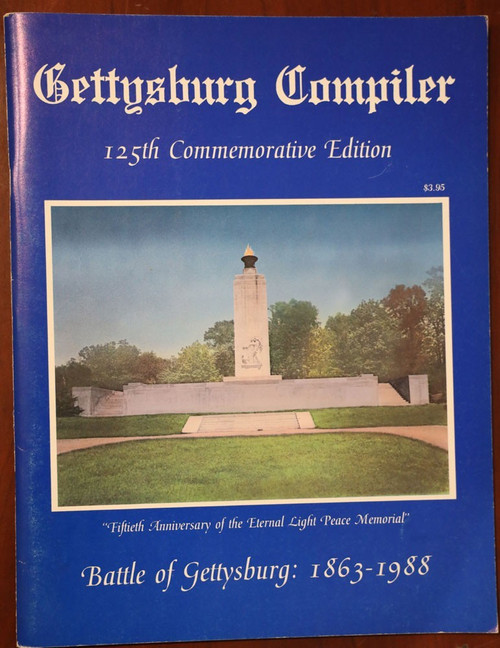 Gettysburg Compiler
125th Commemorative Edition
$3.95
"Fiftieth Anniversary of the Eternal Light Peace Memorial"
Battle of Gettysburg: 1863-1988